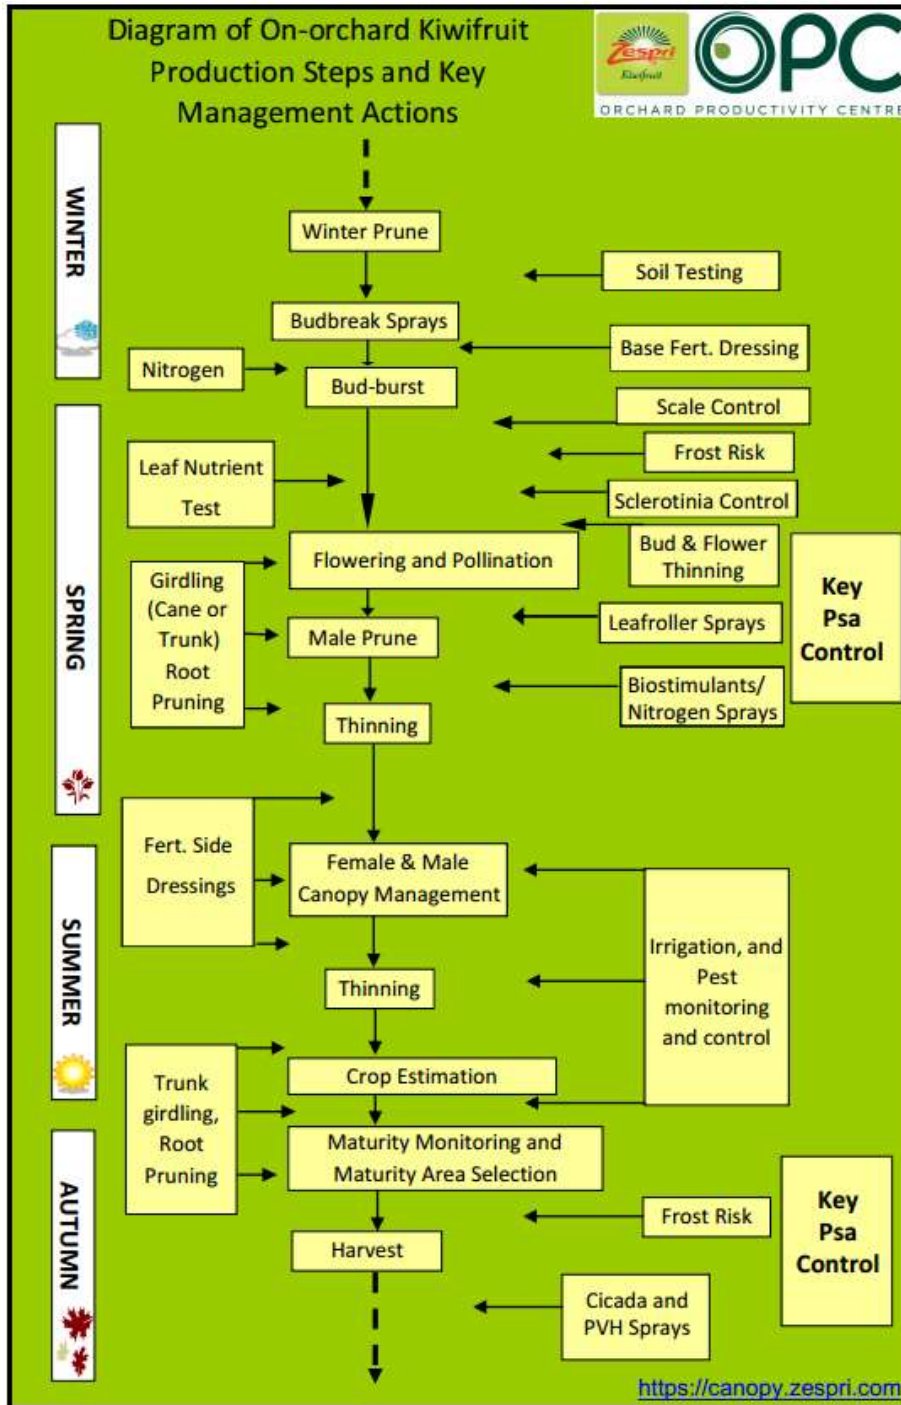 Diagram of On-orchard Kiwifruit
Production Steps and Key
Management Actions
Zespri
Kiwifruit
OPC
ORCHARD PRODUCTIVITY CENTRE
WINTER
Winter Prune
Soil Testing
Budbreak Sprays
Base Fert. Dressing
Nitrogen
Bud-burst
SPRING
Scale Control
Frost Risk
Leaf Nutrient
Test
Sclerotinia Control
Bud & Flower
Thinning
Flowering and Pollination
Girdling
(Cane or
Trunk)
Root
Pruning
Key
Psa
Control
Leafroller Sprays
Male Prune
Biostimulants/
Nitrogen Sprays
Thinning
SUMMER
Fert. Side
Dressings
Female & Male
Canopy Management
Irrigation, and
Pest
monitoring
and control
Thinning
Crop Estimation
Trunk
girdling,
Root
Pruning
AUTUMN
Maturity Monitoring and
Maturity Area Selection
Frost Risk
Key
Psa
Control
Harvest
Cicada and
PVH Sprays
https://canopy.zespri.com